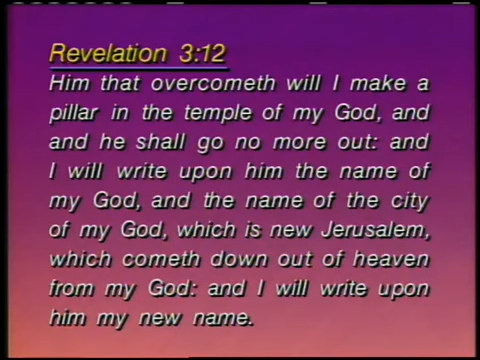 Revelation 3:12
Him that overcometh will I make a
pillar in the temple of my God, and
and he shall go no more out: and
I will write upon him the name of
my God, and the name of the city
of my God, which is new Jerusalem,
which cometh down out of heaven
from my God: and I will write upon
him my new name.